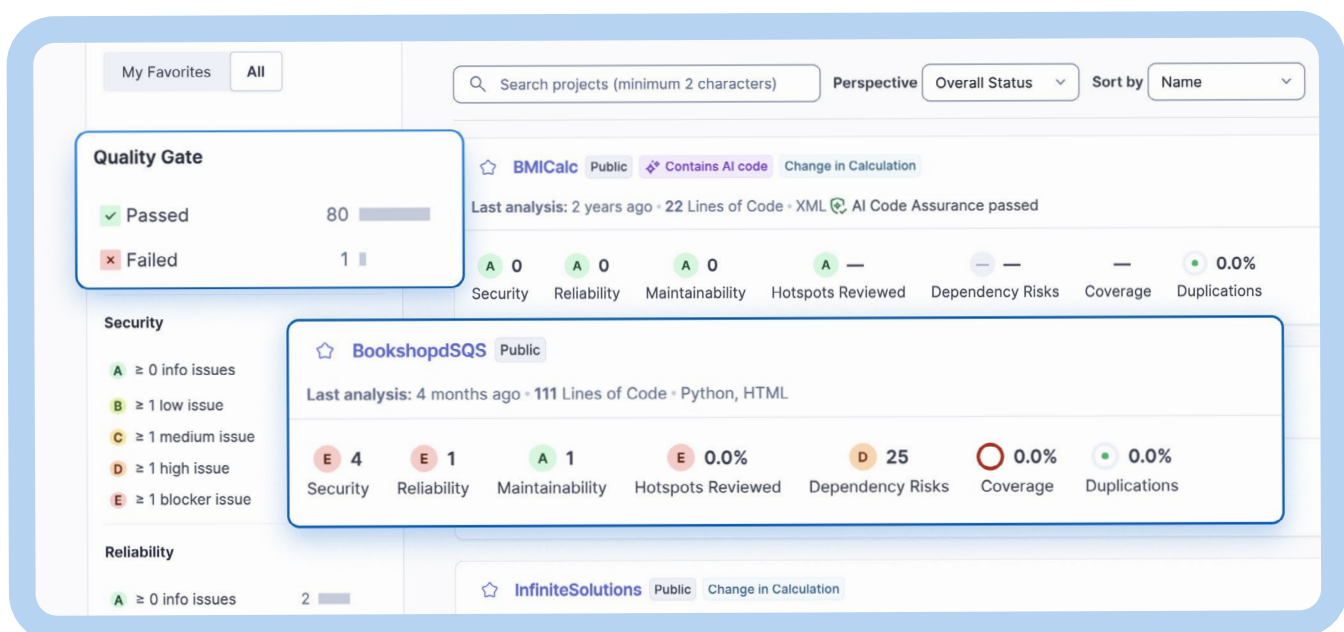 My Favorites All
Search projects (minimum 2 characters) Perspective Overall Status Sort by Name
Quality Gate
Passed 80
Failed 1
Security
A ≥ 0 info issues
B ≥ 1 low issue
C ≥ 1 medium issue
D ≥ 1 high issue
E ≥ 1 blocker issue
Reliability
A ≥ 0 info issues 2
BMICalc Public Contains AI code Change in Calculation
Last analysis: 2 years ago • 22 Lines of Code • XML AI Code Assurance passed
A 0 A 0 A 0 A — — — — 0.0%
Security Reliability Maintainability Hotspots Reviewed Dependency Risks Coverage Duplications
BookshopdSQS Public
Last analysis: 4 months ago • 111 Lines of Code • Python, HTML
E 4 E 1 A 1 E 0.0% D 25 0.0% 0.0%
Security Reliability Maintainability Hotspots Reviewed Dependency Risks Coverage Duplications
InfiniteSolutions Public Change in Calculation